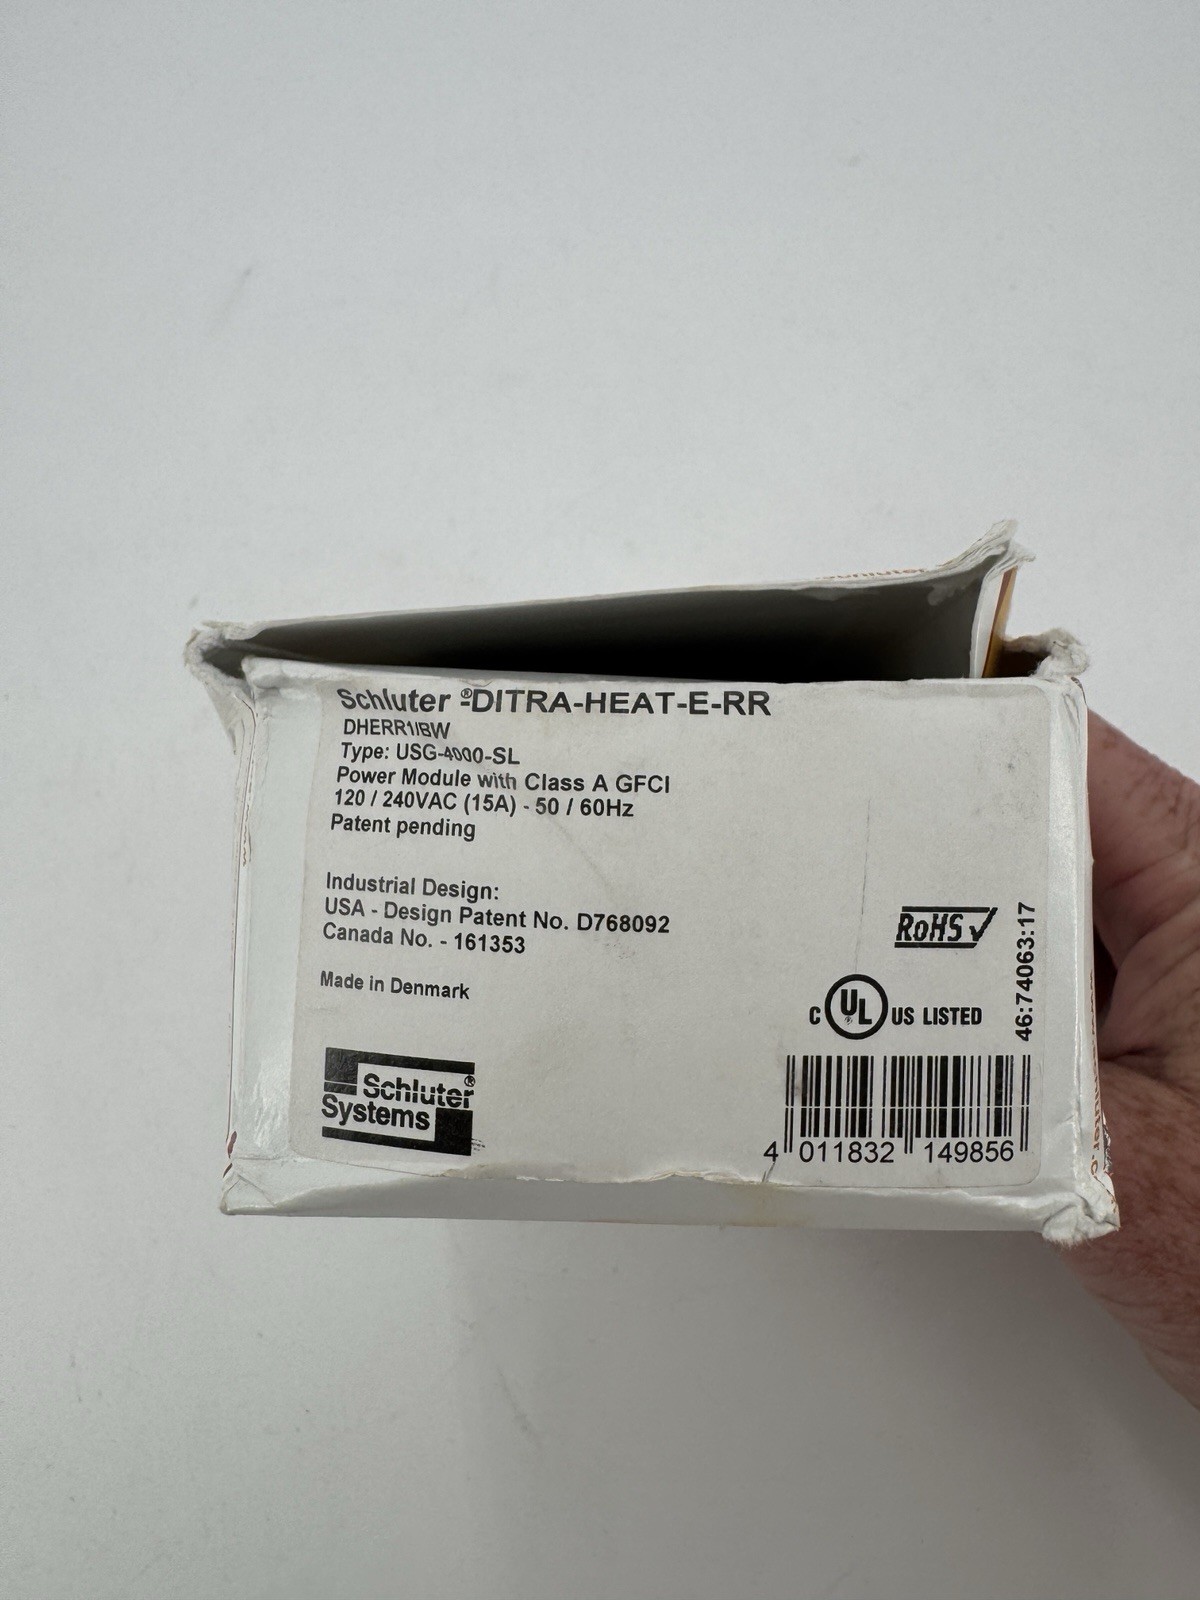 Schluter®-DITRA-HEAT-E-RR
DHERR1/BW
Type: USG-4000-SL
Power Module with Class A GFCI
120 / 240VAC (15A) - 50 / 60Hz
Patent pending
Industrial Design:
USA - Design Patent No. D768092
Canada No. - 161353
Made in Denmark
RoHS
46:74063:17
C UL® US LISTED
Schluter®
Systems
4 011832 149856